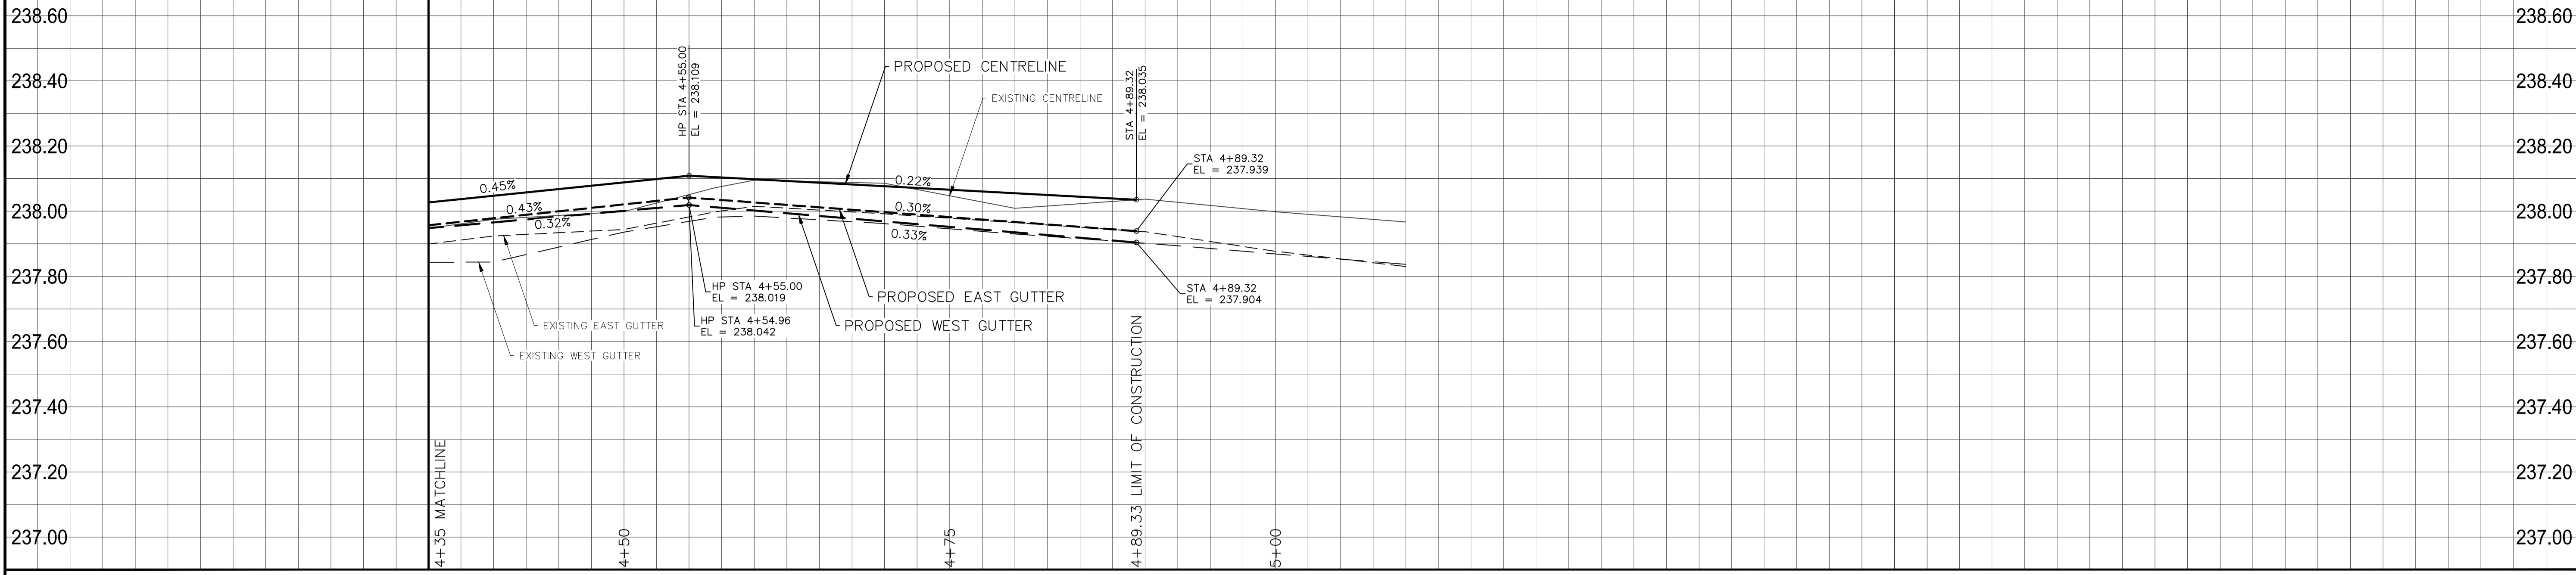 238.60
238.60
238.40
238.40
238.20
238.20
238.00
238.00
237.80
237.80
237.60
237.60
237.40
237.40
237.20
237.20
237.00
237.00
HP STA 4+55.00
EL = 238.109
PROPOSED CENTRELINE
EXISTING CENTRELINE
STA 4+89.32
EL = 238.035
STA 4+89.32
EL = 237.939
0.45%
0.22%
0.43%
0.30%
0.32%
0.33%
HP STA 4+55.00
EL = 238.019
HP STA 4+54.96
EL = 238.042
PROPOSED EAST GUTTER
PROPOSED WEST GUTTER
STA 4+89.32
EL = 237.904
EXISTING EAST GUTTER
EXISTING WEST GUTTER
4+35 MATCHLINE
4+50
4+75
4+89.33 LIMIT OF CONSTRUCTION
5+00